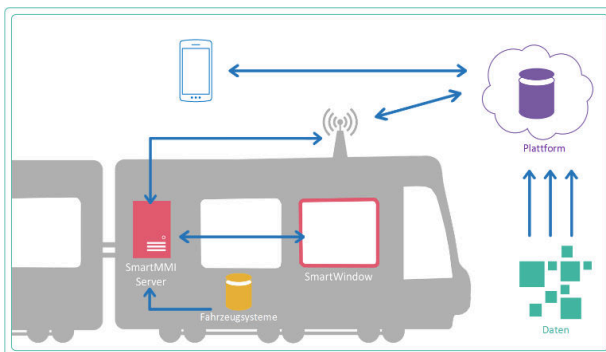 Plattform
SmartMMI
Server
SmartWindow
Fahrzeugsysteme
Daten